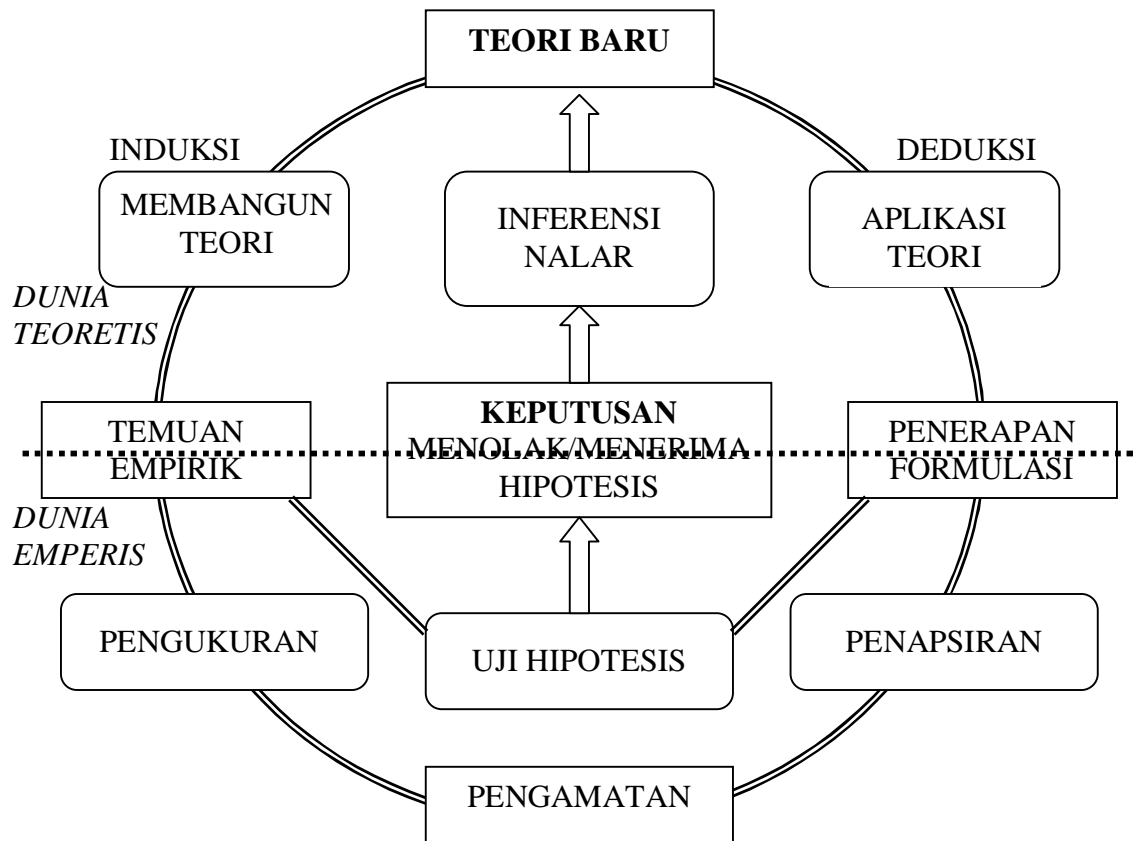 TEORI BARU
INDUKSI
DEDUKSI
MEMBANGUN
TEORI
INFERENSI
NALAR
APLIKASI
TEORI
DUNIA
TEORETIS
TEMUAN
EMPIRIK
KEPUTUSAN
MENOLAK/MENERIMA
HIPOTESIS
PENERAPAN
FORMULASI
DUNIA
EMPERIS
PENGUKURAN
UJI HIPOTESIS
PENAPSIRAN
PENGAMATAN